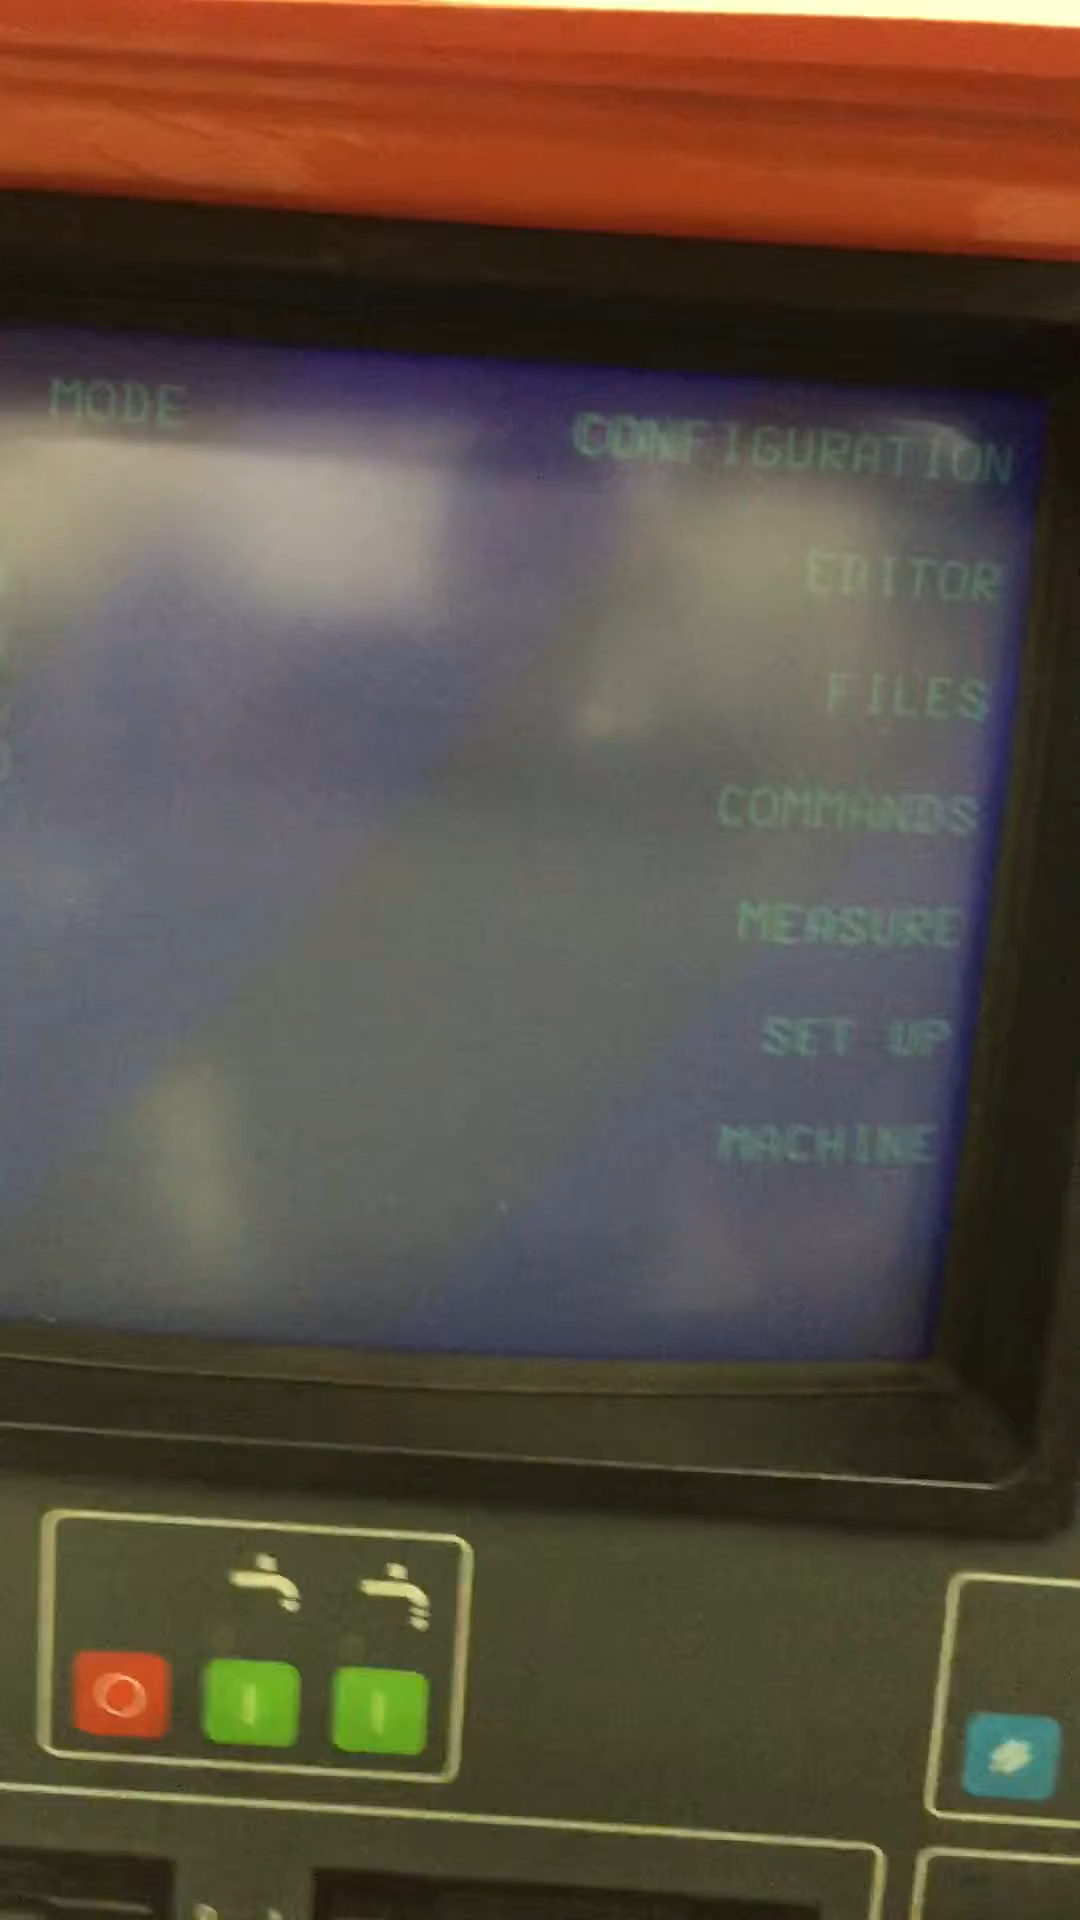 MODE
CONFIGURATION
EDITOR
FILES
COMMANDS
MEASURE
SET UP
MACHINE